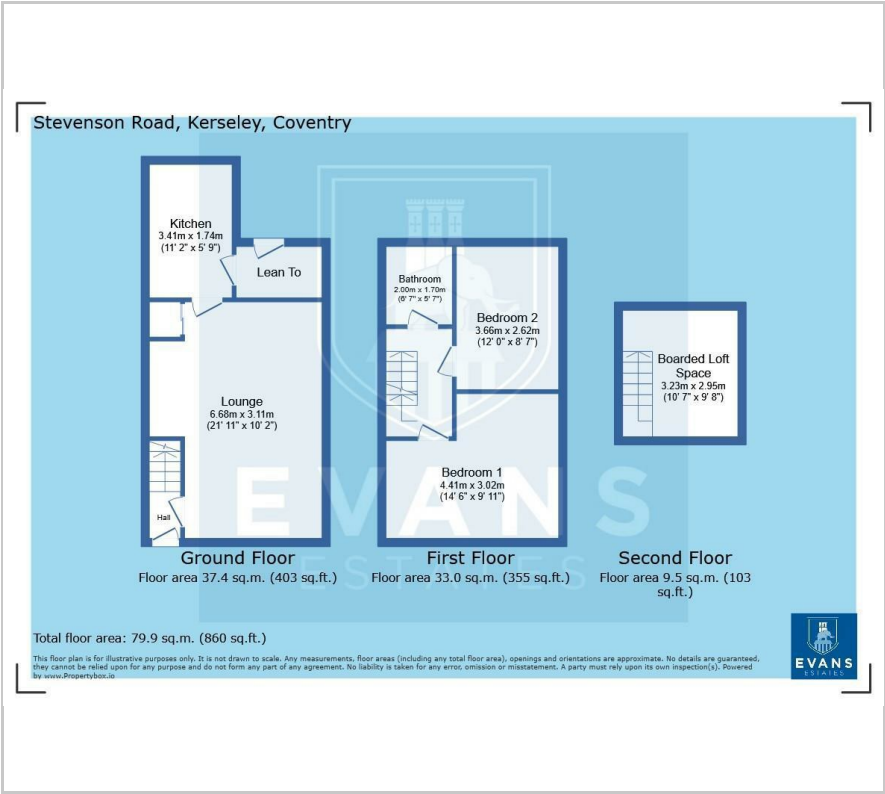 Stevenson Road, Kerseley, Coventry
Kitchen
3.41m x 1.74m
(11' 2" x 5' 9")
Lean To
Lounge
6.68m x 3.11m
(21' 11" x 10' 2")
Hall
Bathroom
2.00m x 1.70m
(6' 7" x 5' 7")
Bedroom 2
3.66m x 2.62m
(12' 0" x 8' 7")
Bedroom 1
4.41m x 3.02m
(14' 6" x 9' 11")
Boarded Loft
Space
3.23m x 2.95m
(10' 7" x 9' 8")
EVANS
ESTATES
Ground Floor
Floor area 37.4 sq.m. (403 sq.ft.)
First Floor
Floor area 33.0 sq.m. (355 sq.ft.)
Second Floor
Floor area 9.5 sq.m. (103
sq.ft.)
Total floor area: 79.9 sq.m. (860 sq.ft.)
This floor plan is for illustrative purposes only. It is not drawn to scale. Any measurements, floor areas (including any total floor area), openings and orientations are approximate. No details are guaranteed,
they cannot be relied upon for any purpose and do not form any part of any agreement. No liability is taken for any error, omission or misstatement. A party must rely upon its own inspection(s). Powered
by www.Propertybox.io
EVANS
ESTATES